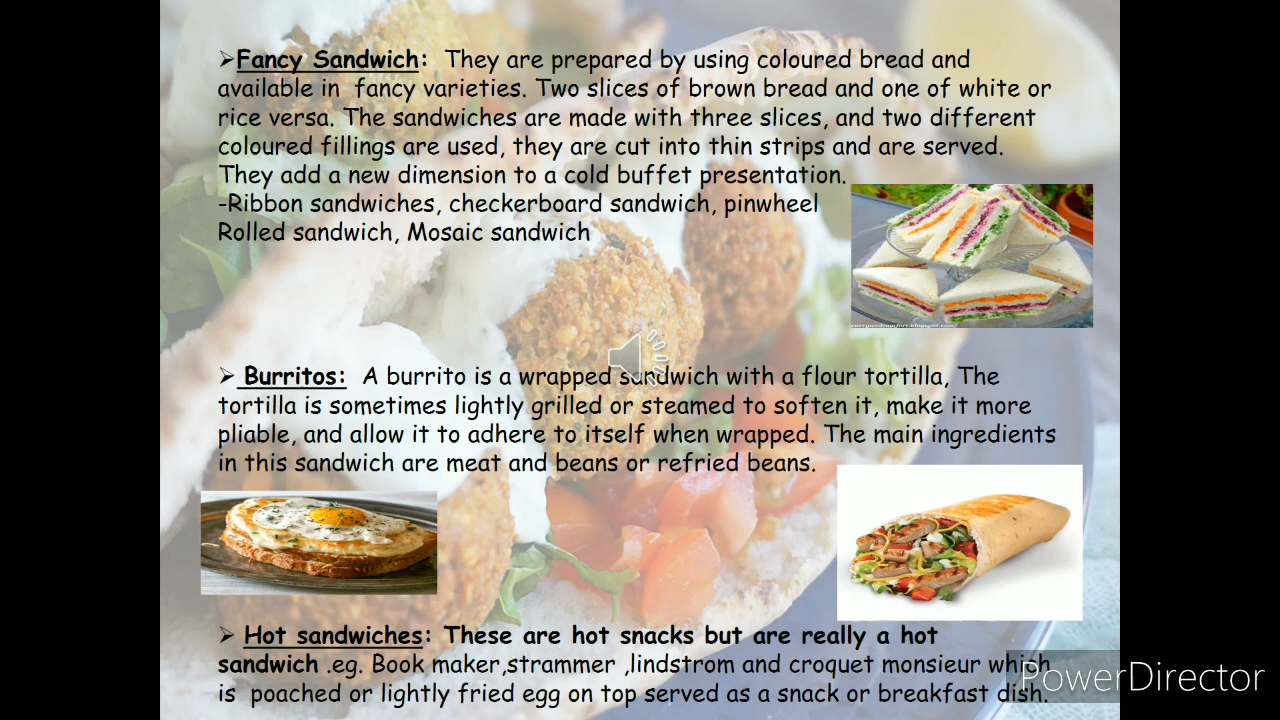 ➢Fancy Sandwich:  They are prepared by using coloured bread and
available in  fancy varieties. Two slices of brown bread and one of white or
rice versa. The sandwiches are made with three slices, and two different
coloured fillings are used, they are cut into thin strips and are served.
They add a new dimension to a cold buffet presentation.
-Ribbon sandwiches, checkerboard sandwich, pinwheel
Rolled sandwich, Mosaic sandwich
➢ Burritos:  A burrito is a wrapped sandwich with a flour tortilla, The
tortilla is sometimes lightly grilled or steamed to soften it, make it more
pliable, and allow it to adhere to itself when wrapped. The main ingredients
in this sandwich are meat and beans or refried beans.
➢ Hot sandwiches: These are hot snacks but are really a hot
sandwich .eg. Book maker,strammer ,lindstrom and croquet monsieur which
is  poached or lightly fried egg on top served as a snack or breakfast dish.
PowerDirector